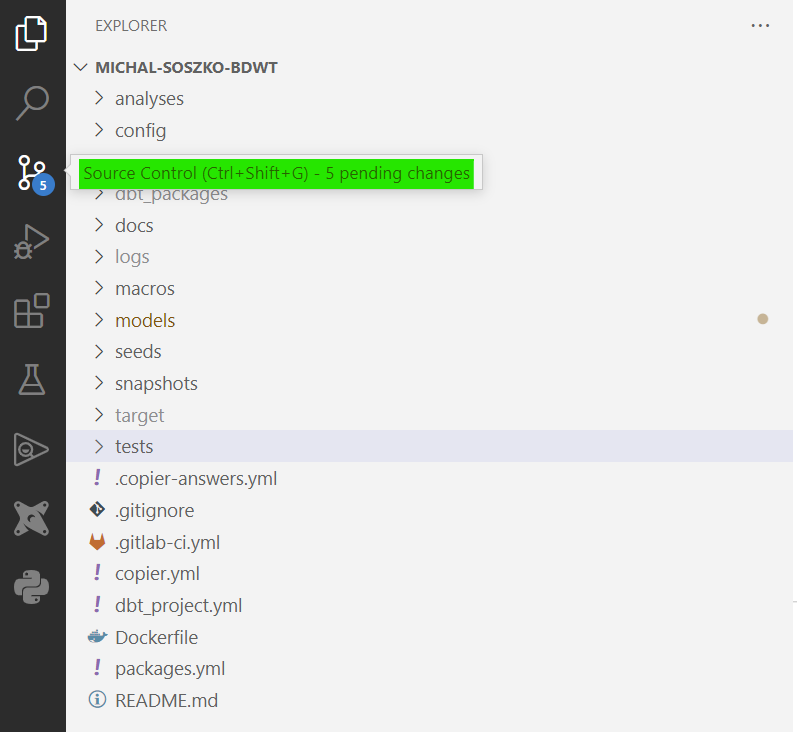 EXPLORER
MICHAL-SOSZKO-BDWT
analyses
config
Source Control (Ctrl+Shift+G) - 5 pending changes
5
dbt_packages
docs
logs
macros
models
seeds
snapshots
target
tests
.copier-answers.yml
.gitignore
.gitlab-ci.yml
copier.yml
dbt_project.yml
Dockerfile
packages.yml
README.md